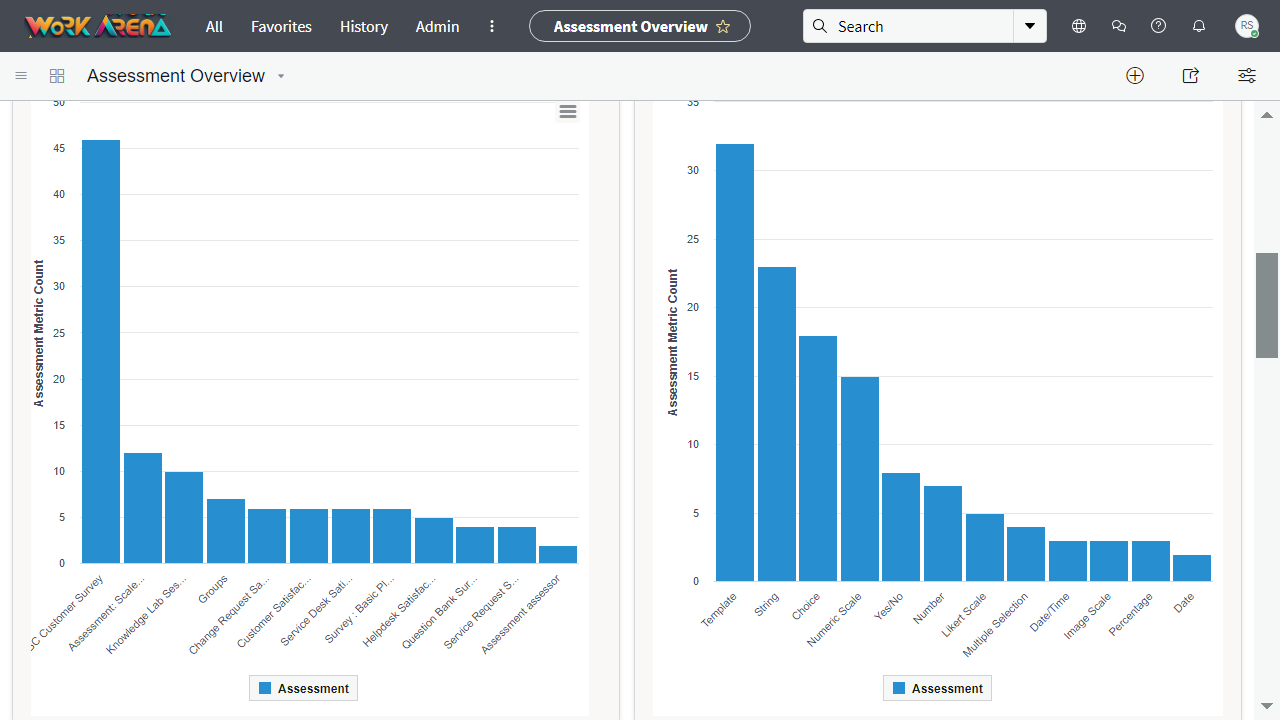 WORK ARENA
All
Favorites
History
Admin
Assessment Overview
Search
RS
Assessment Overview
50
45
40
35
30
25
20
15
10
5
0
Assessment Metric Count
SC Customer Survey
Assessment: Scale...
Knowledge Lab Ses...
Groups
Change Request Sa...
Customer Satisfac...
Service Desk Sati...
Survey : Basic Pl...
Helpdesk Satisfac...
Question Bank Sur...
Service Request S...
Assessment assessor
Assessment
35
30
25
20
15
10
5
0
Assessment Metric Count
Template
String
Choice
Numeric Scale
Yes/No
Number
Likert Scale
Multiple Selection
Date/Time
Image Scale
Percentage
Date
Assessment